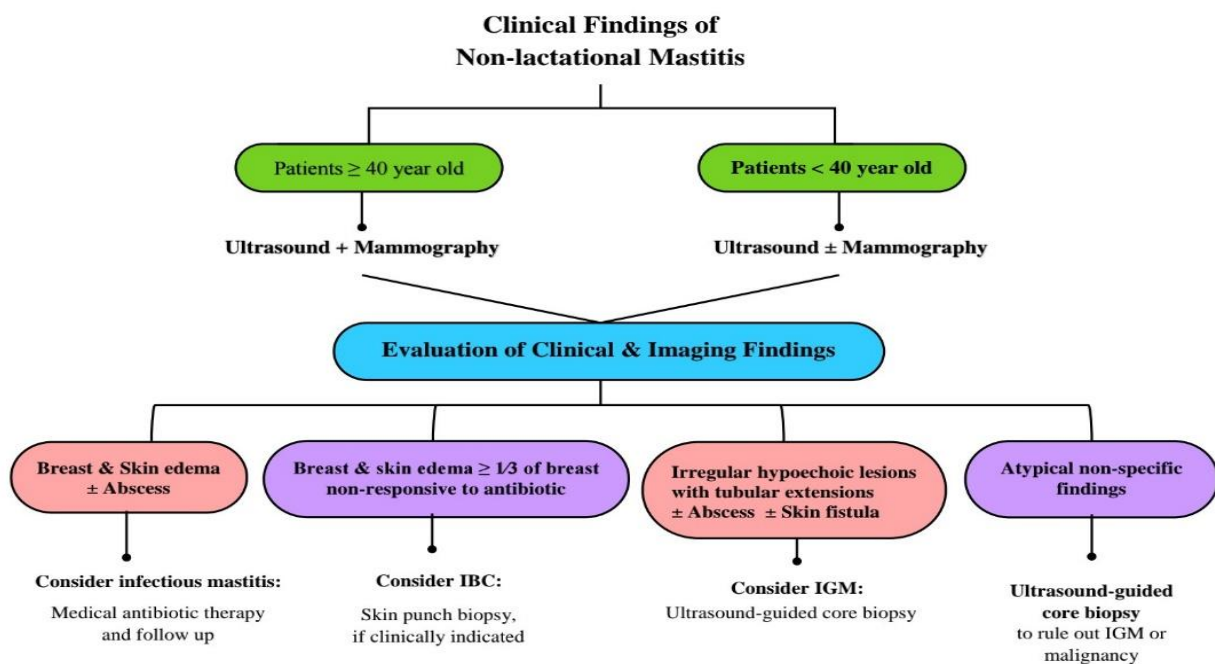 Clinical Findings of
Non-lactational Mastitis
Patients ≥ 40 year old
Patients < 40 year old
Ultrasound + Mammography
Ultrasound ± Mammography
Evaluation of Clinical & Imaging Findings
Breast & Skin edema
± Abscess
Breast & skin edema ≥ 1⁄3 of breast
non-responsive to antibiotic
Irregular hypoechoic lesions
with tubular extensions
± Abscess ± Skin fistula
Atypical non-specific
findings
Consider infectious mastitis:
Medical antibiotic therapy
and follow up
Consider IBC:
Skin punch biopsy,
if clinically indicated
Consider IGM:
Ultrasound-guided core biopsy
Ultrasound-guided
core biopsy
to rule out IGM or
malignancy